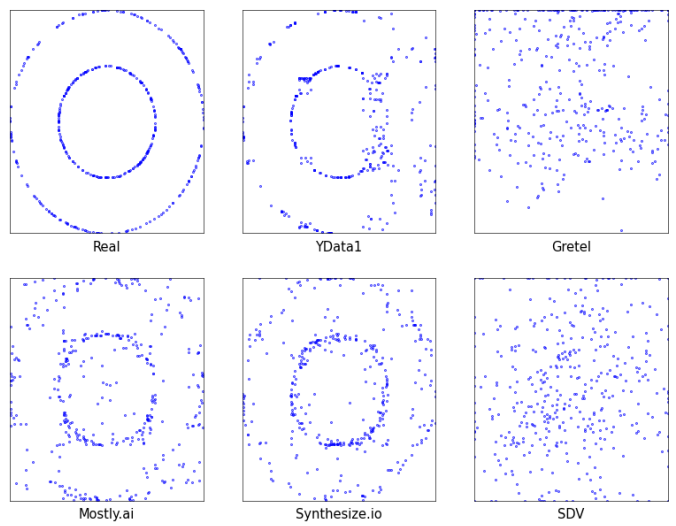 Real
YData1
Gretel
Mostly.ai
Synthesize.io
SDV